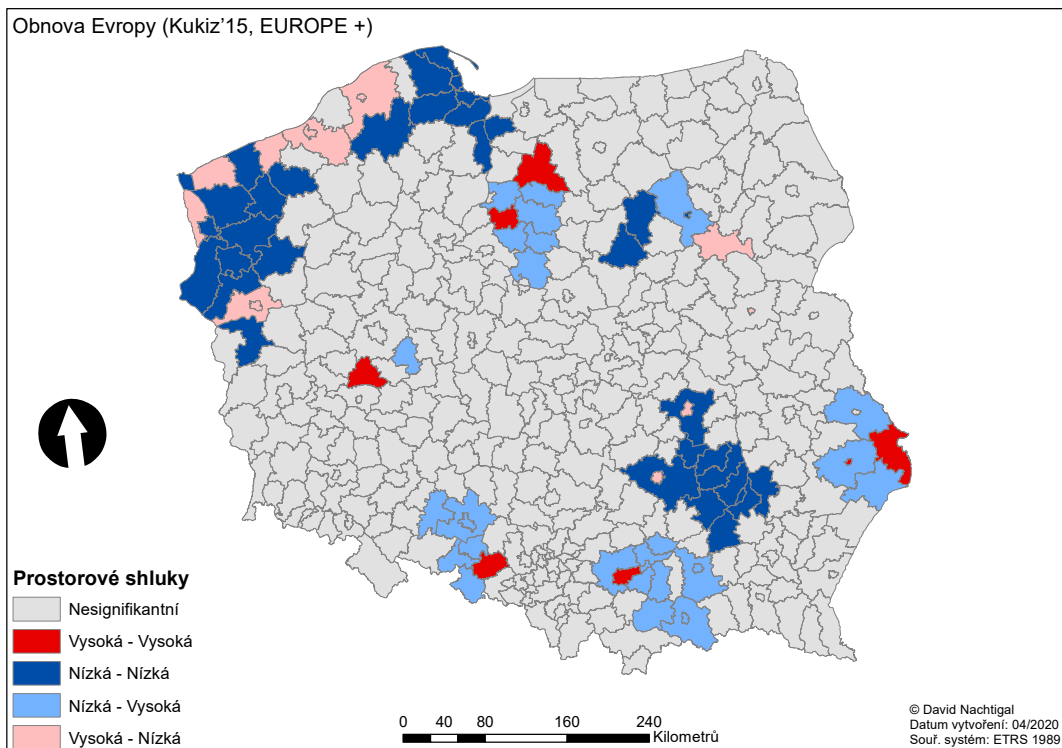 Obnova Evropy (Kukiz’15, EUROPE +)
Prostorové shluky
Nesignifikantní
Vysoká - Vysoká
Nízká - Nízká
Nízká - Vysoká
Vysoká - Nízká
0 40 80 160 240
Kilometrů
© David Nachtigal
Datum vytvoření: 04/2020
Souř. systém: ETRS 1989